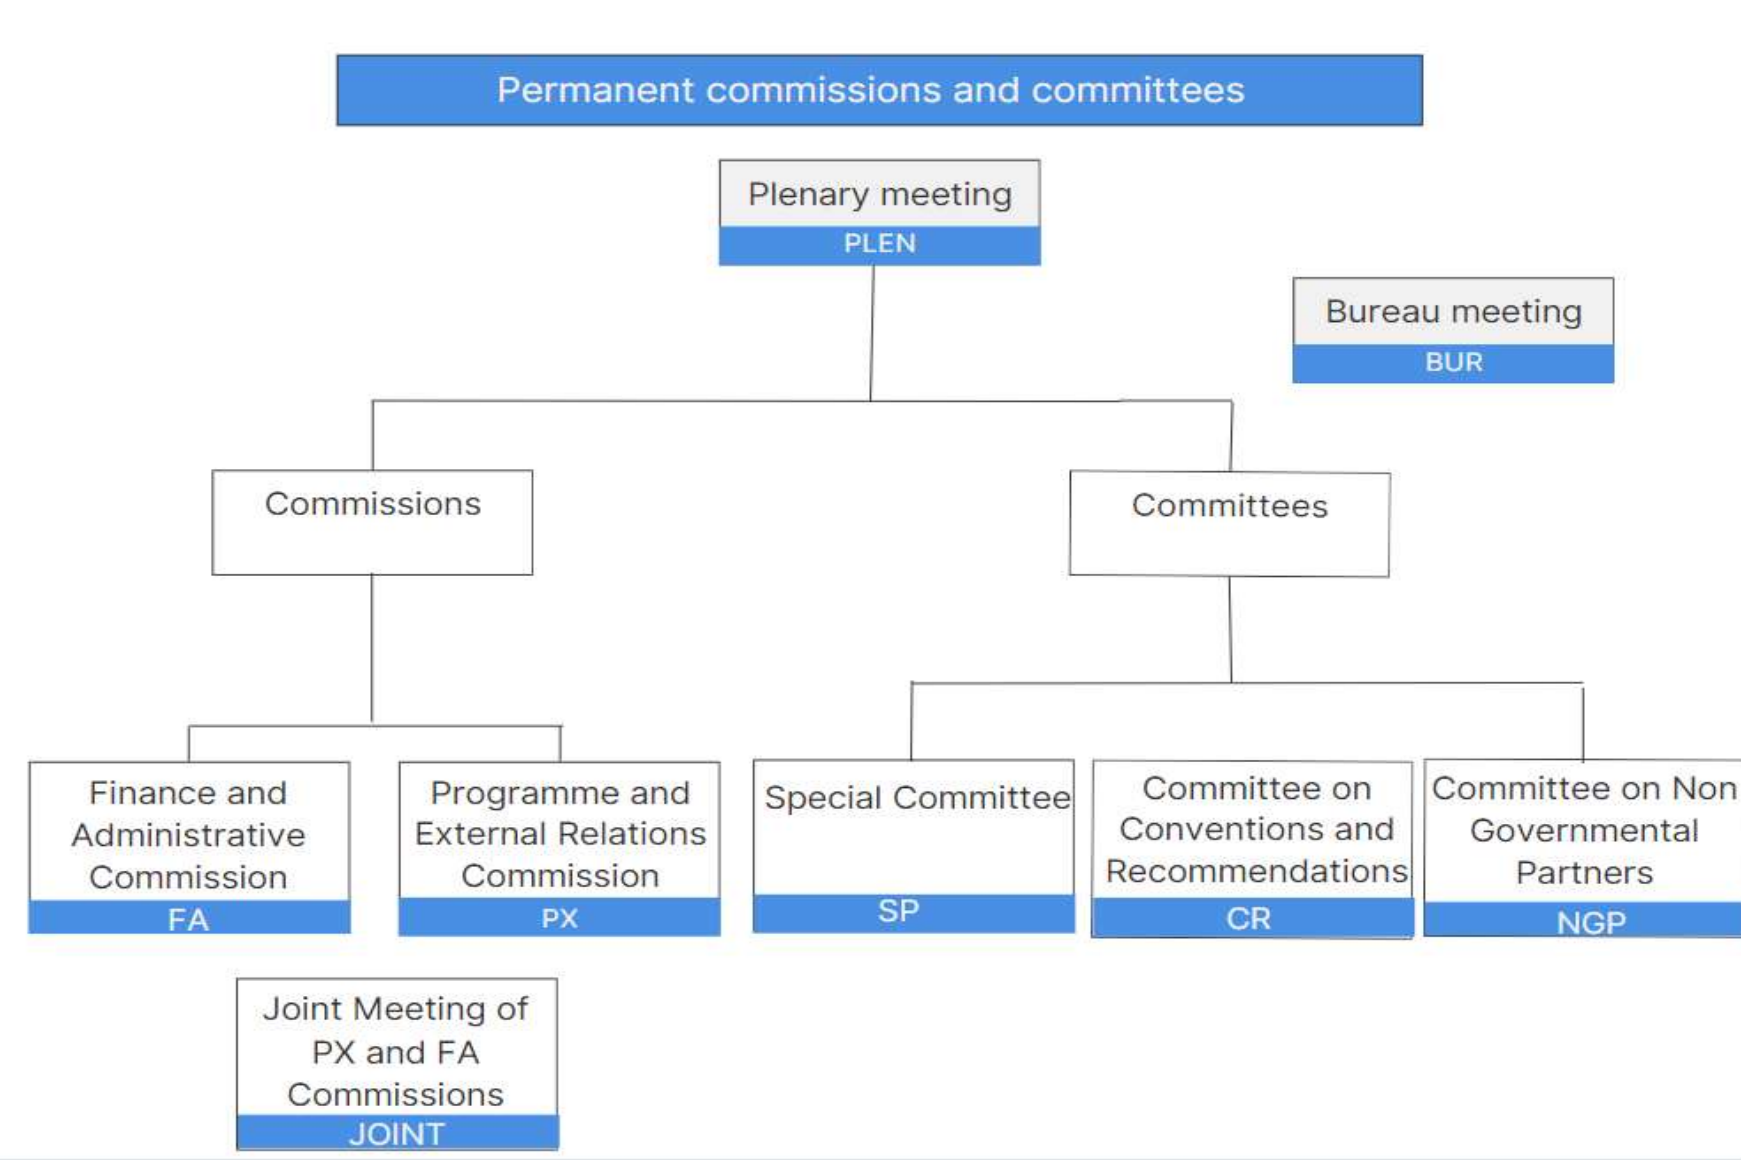 Permanent commissions and committees
Plenary meeting
PLEN
Bureau meeting
BUR
Commissions
Committees
Finance and
Administrative
Commission
FA
Programme and
External Relations
Commission
PX
Special Committee
SP
Committee on
Conventions and
Recommendations
CR
Committee on Non
Governmental
Partners
NGP
Joint Meeting of
PX and FA
Commissions
JOINT